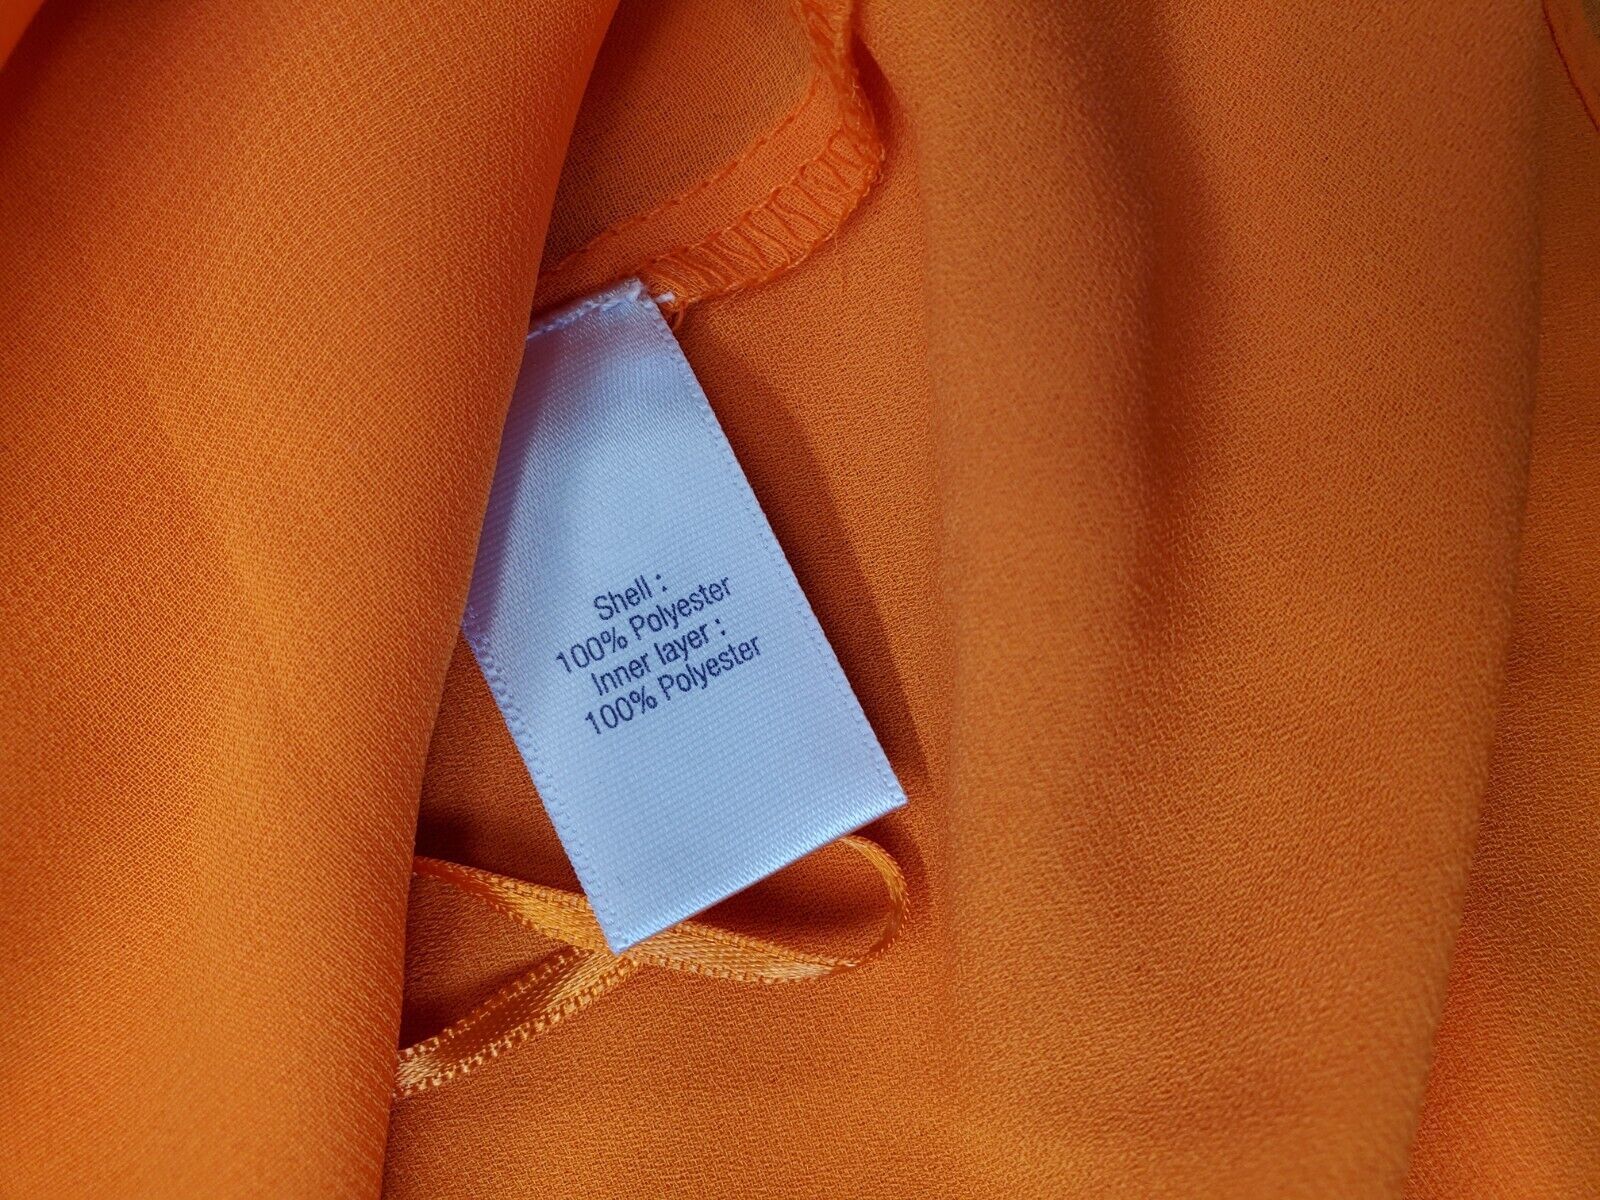 Shell :
100% Polyester
Inner layer :
100% Polyester